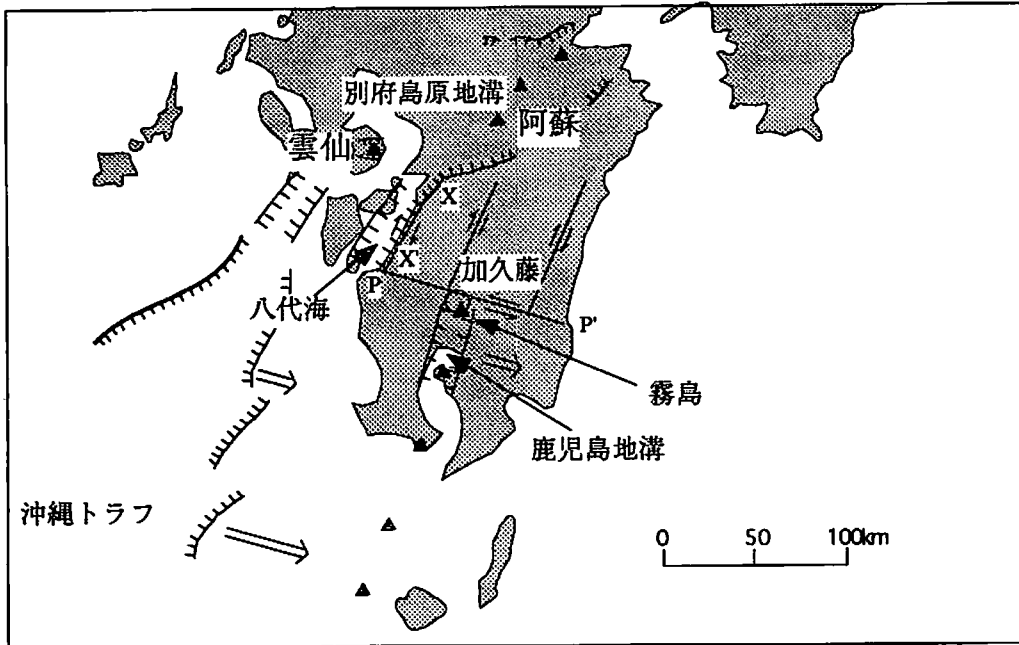 別府島原地溝
阿蘇
雲仙
X
X'
加久藤
P
八代海
P'
霧島
鹿児島地溝
沖縄トラフ
0 50 100km